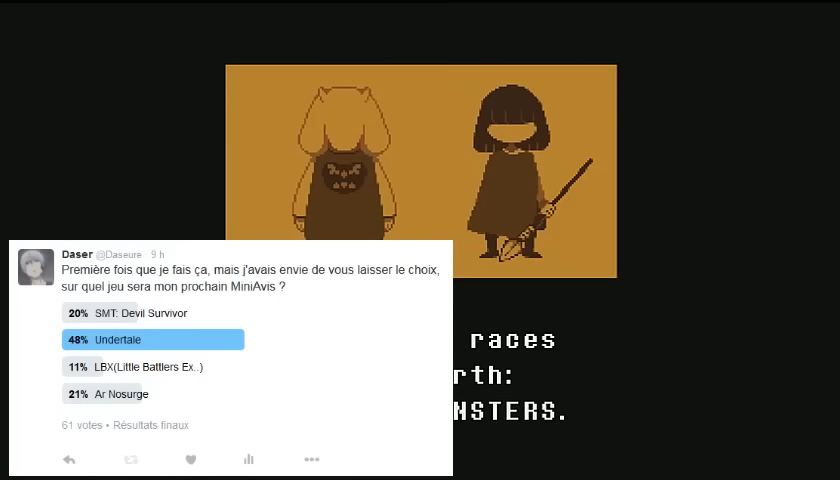 races
rth:
NSTERS.
Daser @Daseure · 9 h
Première fois que je fais ça, mais j'avais envie de vous laisser le choix,
sur quel jeu sera mon prochain MiniAvis ?
20% SMT: Devil Survivor
48% Undertale
11% LBX(Little Battlers Ex..)
21% Ar Nosurge
61 votes • Résultats finaux